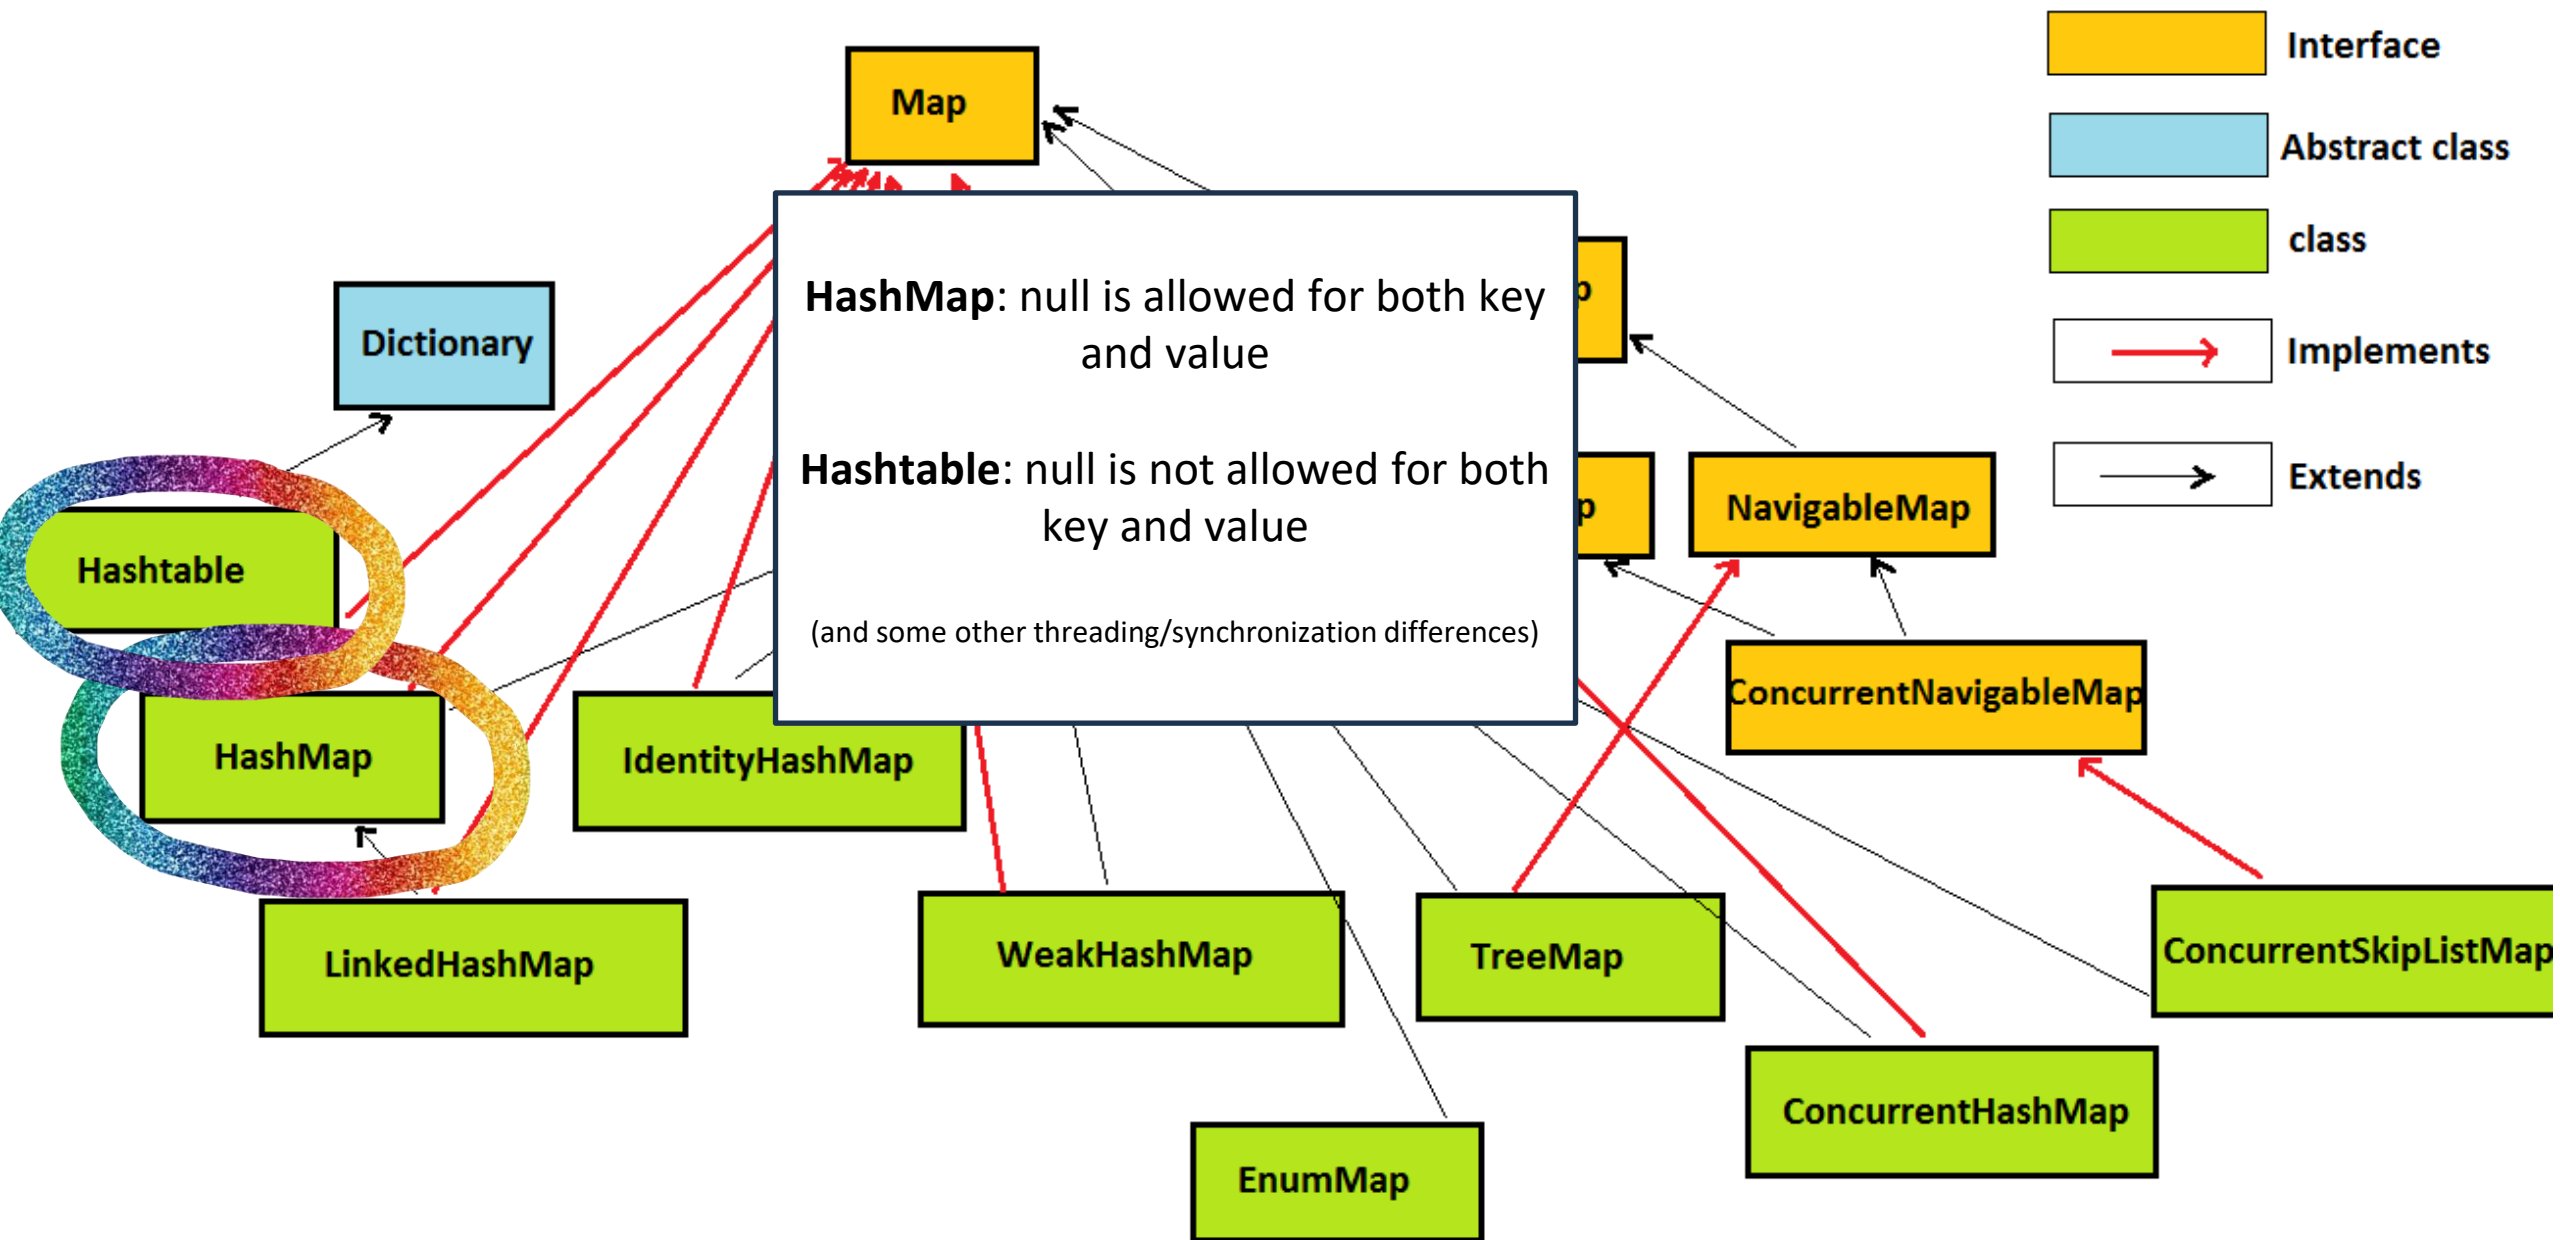 Map
Interface
Abstract class
class
Implements
Extends
Dictionary
HashMap: null is allowed for both key
and value
Hashtable: null is not allowed for both
key and value
(and some other threading/synchronization differences)
p
p
NavigableMap
Hashtable
ConcurrentNavigableMap
HashMap
IdentityHashMap
LinkedHashMap
WeakHashMap
TreeMap
ConcurrentSkipListMap
ConcurrentHashMap
EnumMap